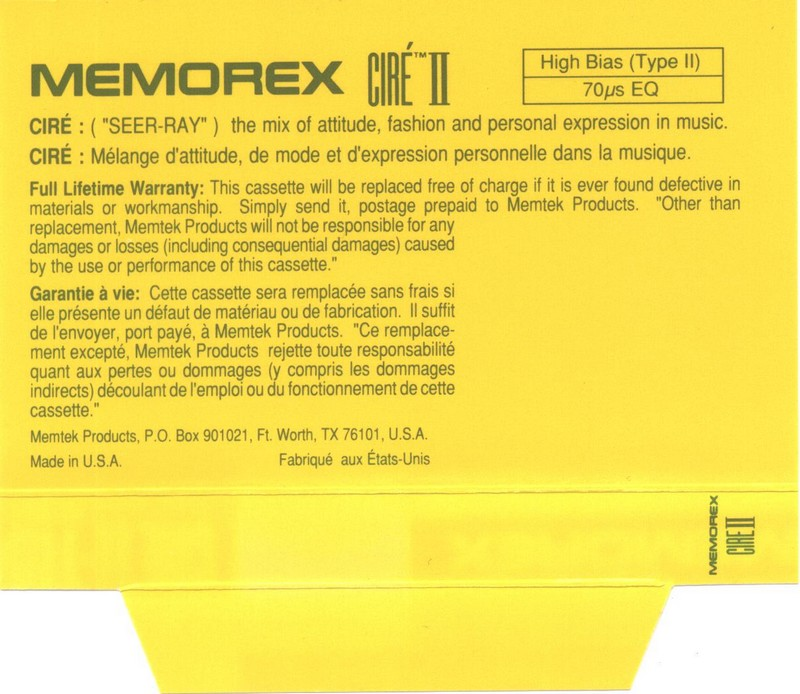 MEMOREX CIRÉ™ II
High Bias (Type II)
70µs EQ
CIRÉ : ( "SEER-RAY" ) the mix of attitude, fashion and personal expression in music.
CIRÉ : Mélange d'attitude, de mode et d'expression personnelle dans la musique.
Full Lifetime Warranty: This cassette will be replaced free of charge if it is ever found defective in
materials or workmanship. Simply send it, postage prepaid to Memtek Products. "Other than
replacement, Memtek Products will not be responsible for any
damages or losses (including consequential damages) caused
by the use or performance of this cassette."
Garantie à vie: Cette cassette sera remplacée sans frais si
elle présente un défaut de matériau ou de fabrication. Il suffit
de l'envoyer, port payé, à Memtek Products. "Ce remplace-
ment excepté, Memtek Products rejette toute responsabilité
quant aux pertes ou dommages (y compris les dommages
indirects) découlant de l'emploi ou du fonctionnement de cette
cassette."
Memtek Products, P.O. Box 901021, Ft. Worth, TX 76101, U.S.A.
Made in U.S.A. Fabriqué aux États-Unis
MEMOREX
CIRÉ II